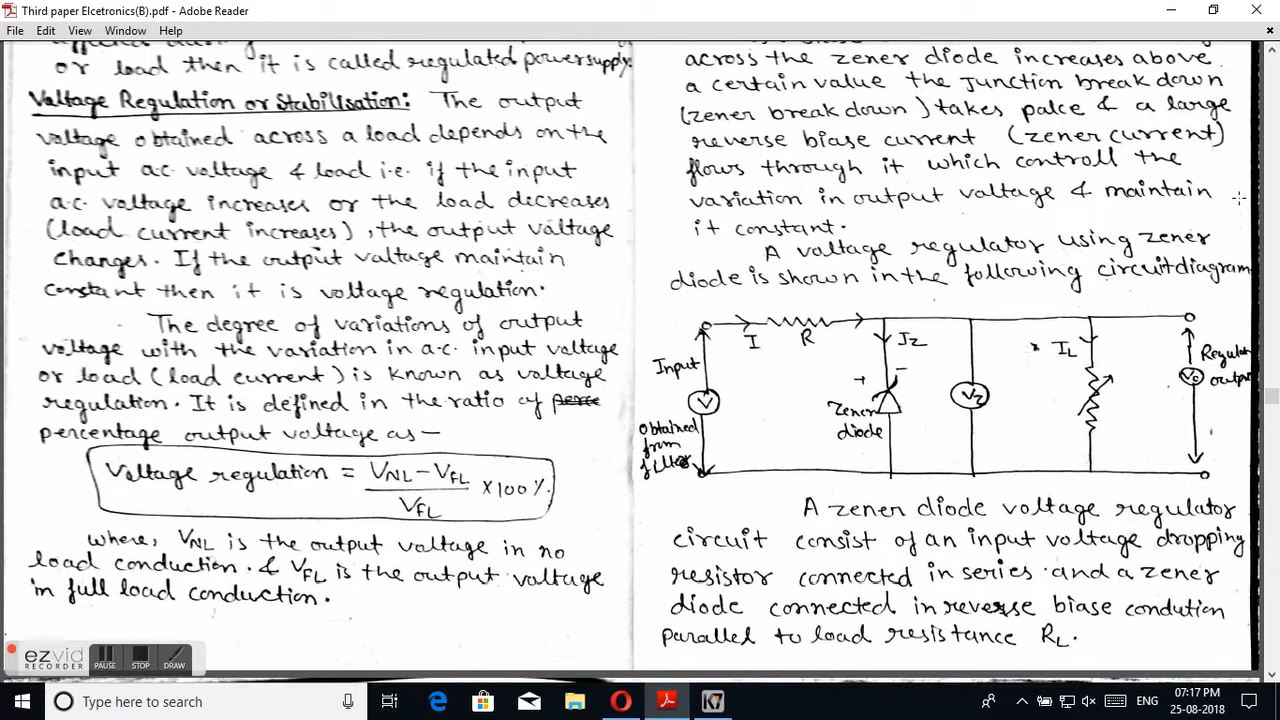 Third paper Elcetronics(B).pdf - Adobe Reader
File Edit View Window Help
or load then it is called regulated power supply.
Voltage Regulation or Stabilisation: The output
voltage obtained across a load depends on the
input a.c. voltage & load i.e. if the input
a.c. voltage increases or the load decreases
(load current increases), the output voltage
changes. If the output voltage maintain
constant then it is voltage regulation.
The degree of variations of output
voltage with the variation in a.c. input voltage
or load (load current) is known as voltage
regulation. It is defined in the ratio of perce
percentage output voltage as —
Voltage regulation = VNL - VFL
VFL
× 100%.
where, VNL is the output voltage in no
load conduction. & VFL is the output voltage
in full load conduction.
across the zener diode increases above
a certain value the junction break down
(zener break down) takes palce & a large
reverse biase current (zener current)
flows through it which controll the
variation in output voltage & maintain
it constant.
A voltage regulator using zener
diode is shown in the following circuit diagram
I
R
IZ
IL
Input
V
obtained
from
filter
+
-
Zener
diode
VZ
Regulat
outpu
Vo
A zener diode voltage regulator
circuit consist of an input voltage dropping
resistor connected in series and a zener
diode connected in reverse biase condution
parallel to load resistance RL.
ezvid
RECORDER
PAUSE
STOP
DRAW
Type here to search
ENG
07:17 PM
25-08-2018